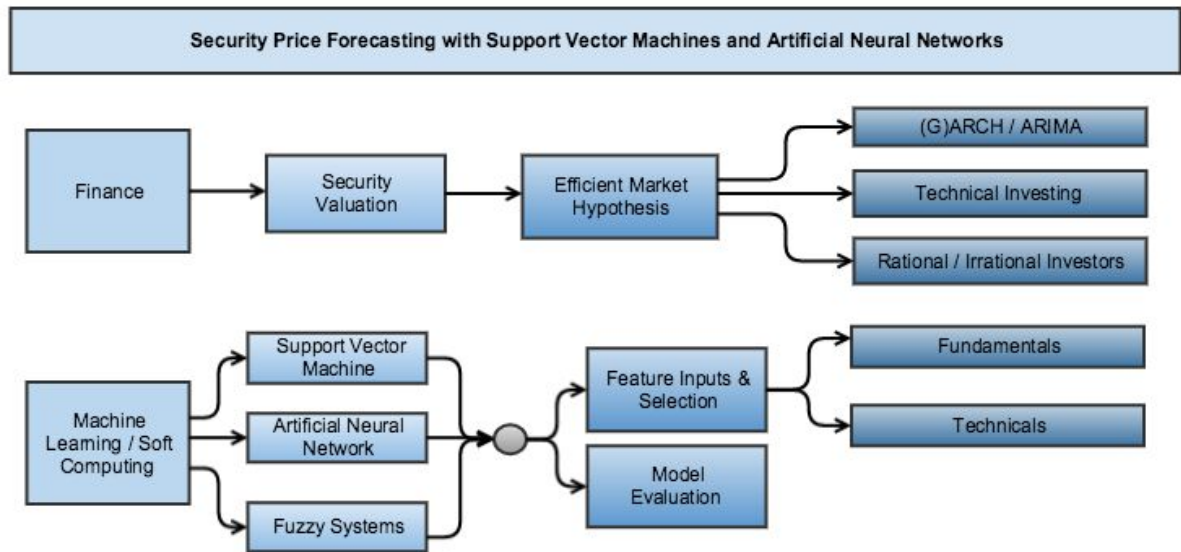 Security Price Forecasting with Support Vector Machines and Artificial Neural Networks
Finance
Security
Valuation
Efficient Market
Hypothesis
(G)ARCH / ARIMA
Technical Investing
Rational / Irrational Investors
Machine
Learning / Soft
Computing
Support Vector
Machine
Artificial Neural
Network
Fuzzy Systems
Feature Inputs &
Selection
Model
Evaluation
Fundamentals
Technicals